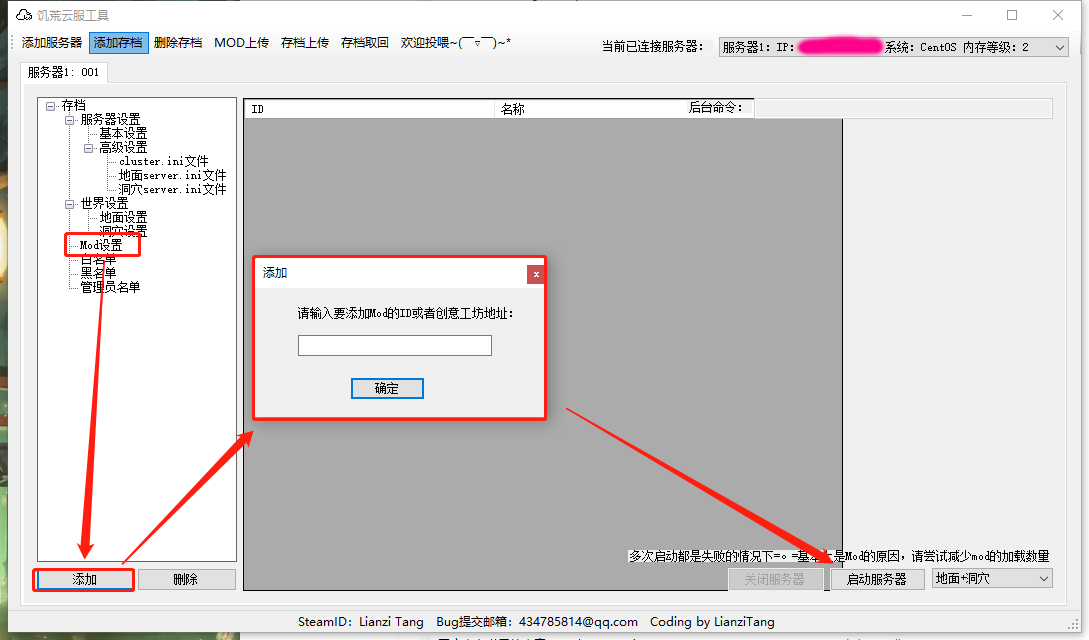 饥荒云服工具
添加服务器 添加存档 删除存档 MOD上传 存档上传 存档取回 欢迎投喂~(￣▽￣)~* 当前已连接服务器： 服务器1：IP： 系统：CentOS 内存等级：2
服务器1：001
ID 名称 后台命令：
存档
服务器设置
基本设置
高级设置
cluster.ini文件
地面server.ini文件
洞穴server.ini文件
世界设置
地面设置
洞穴设置
Mod设置
白名单
黑名单
管理员名单
添加 x
请输入要添加Mod的ID或者创意工坊地址：
确定
多次启动都是失败的情况下=。=基本上是Mod的原因，请尝试减少mod的加载数量
添加 删除 关闭服务器 启动服务器 地面+洞穴
SteamID：Lianzi Tang Bug提交邮箱：434785814@qq.com Coding by LianziTang